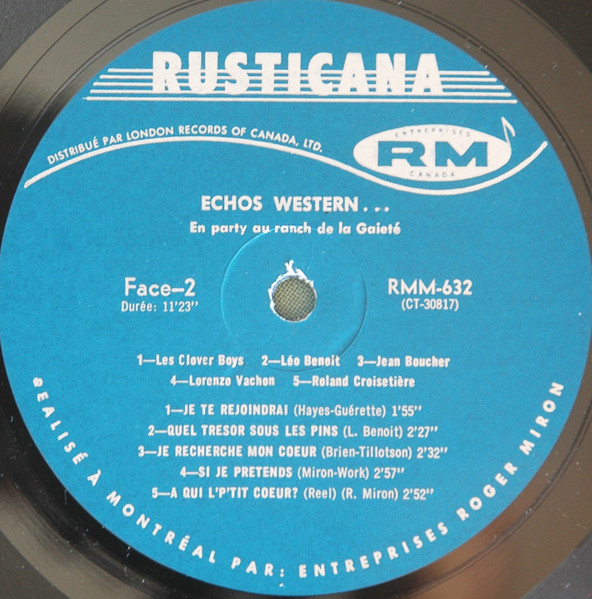 RUSTICANA
DISTRIBUÉ PAR LONDON RECORDS OF CANADA, LTD.
ENTREPRISES
RM
CANADA
ECHOS WESTERN...
En party au ranch de la Gaieté
Face-2
Durée: 11'23"
RMM-632
(CT-30817)
1—Les Clover Boys 2—Léo Benoit 3—Jean Boucher
4—Lorenzo Vachon 5—Roland Croisetière
1—JE TE REJOINDRAI (Hayes-Guérette) 1'55"
2—QUEL TRESOR SOUS LES PINS (L. Benoit) 2'27"
3—JE RECHERCHE MON COEUR (Brien-Tillotson) 2'32"
4—SI JE PRETENDS (Miron-Work) 2'57"
5—A QUI L'P'TIT COEUR? (Reel) (R. Miron) 2'52"
REALISÉ À MONTRÉAL PAR: ENTREPRISES ROGER MIRON